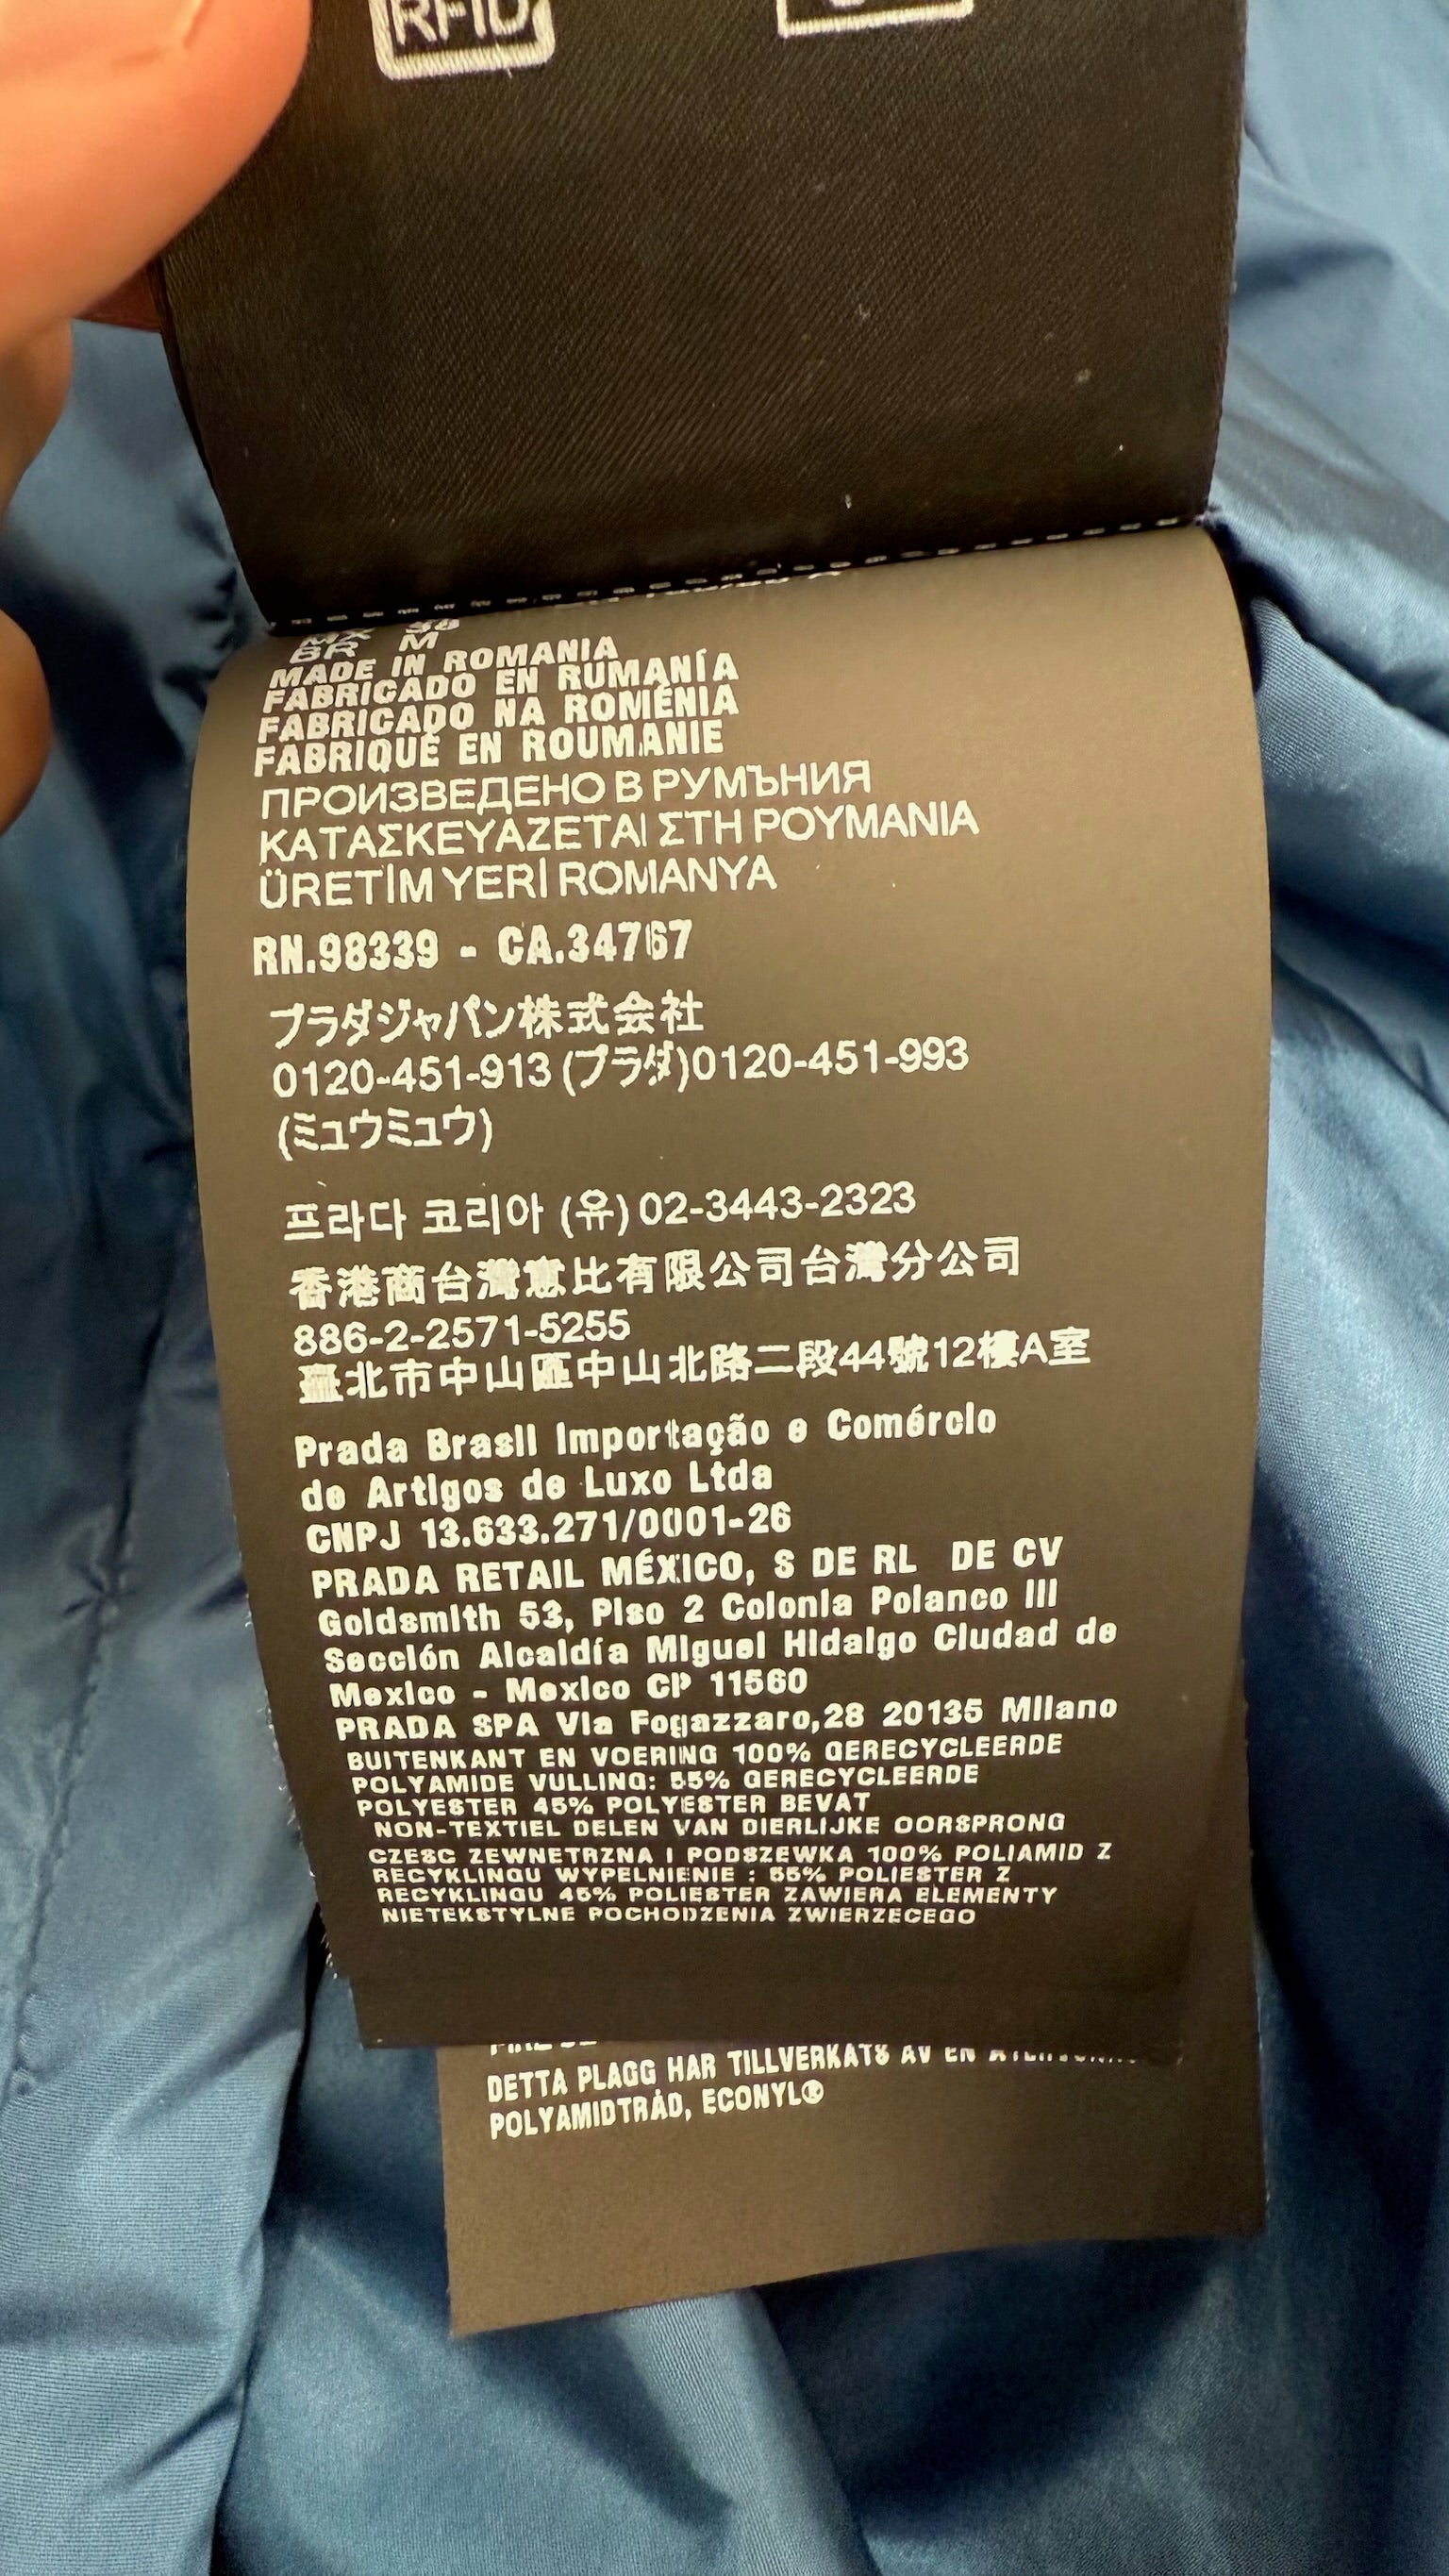 RFID
MX 38
BR M
MADE IN ROMANIA
FABRICADO EN RUMANÍA
FABRICADO NA ROMÉNIA
FABRIQUÉ EN ROUMANIE
ПРОИЗВЕДЕНО В РУМЪНИЯ
ΚΑΤΑΣΚΕΥΑΖΕΤΑΙ ΣΤΗ ΡΟΥΜΑΝΙΑ
ÜRETİM YERİ ROMANYA
RN.98339 - CA.34767
プラダジャパン株式会社
0120-451-913 (プラダ)0120-451-993
(ミュウミュウ)
프라다 코리아 (유) 02-3443-2323
香港商台灣惠比有限公司台灣分公司
886-2-2571-5255
臺北市中山區中山北路二段44號12樓A室
Prada Brasil Importação e Comércio
de Artigos de Luxo Ltda
CNPJ 13.633.271/0001-26
PRADA RETAIL MÉXICO, S DE RL DE CV
Goldsmith 53, Piso 2 Colonia Polanco III
Sección Alcaldía Miguel Hidalgo Ciudad de
Mexico - Mexico CP 11560
PRADA SPA Via Fogazzaro,28 20135 Milano
BUITENKANT EN VOERING 100% GERECYCLEERDE
POLYAMIDE VULLING: 55% GERECYCLEERDE
POLYESTER 45% POLYESTER BEVAT
NON-TEXTIEL DELEN VAN DIERLIJKE OORSPRONG
CZESC ZEWNETRZNA I PODSZEWKA 100% POLIAMID Z
RECYKLINGU WYPELNIENIE : 55% POLIESTER Z
RECYKLINGU 45% POLIESTER ZAWIERA ELEMENTY
NIETEKSTYLNE POCHODZENIA ZWIERZECEGO
DETTA PLAGG HAR TILLVERKATS AV EN
POLYAMIDTRÅD, ECONYL®